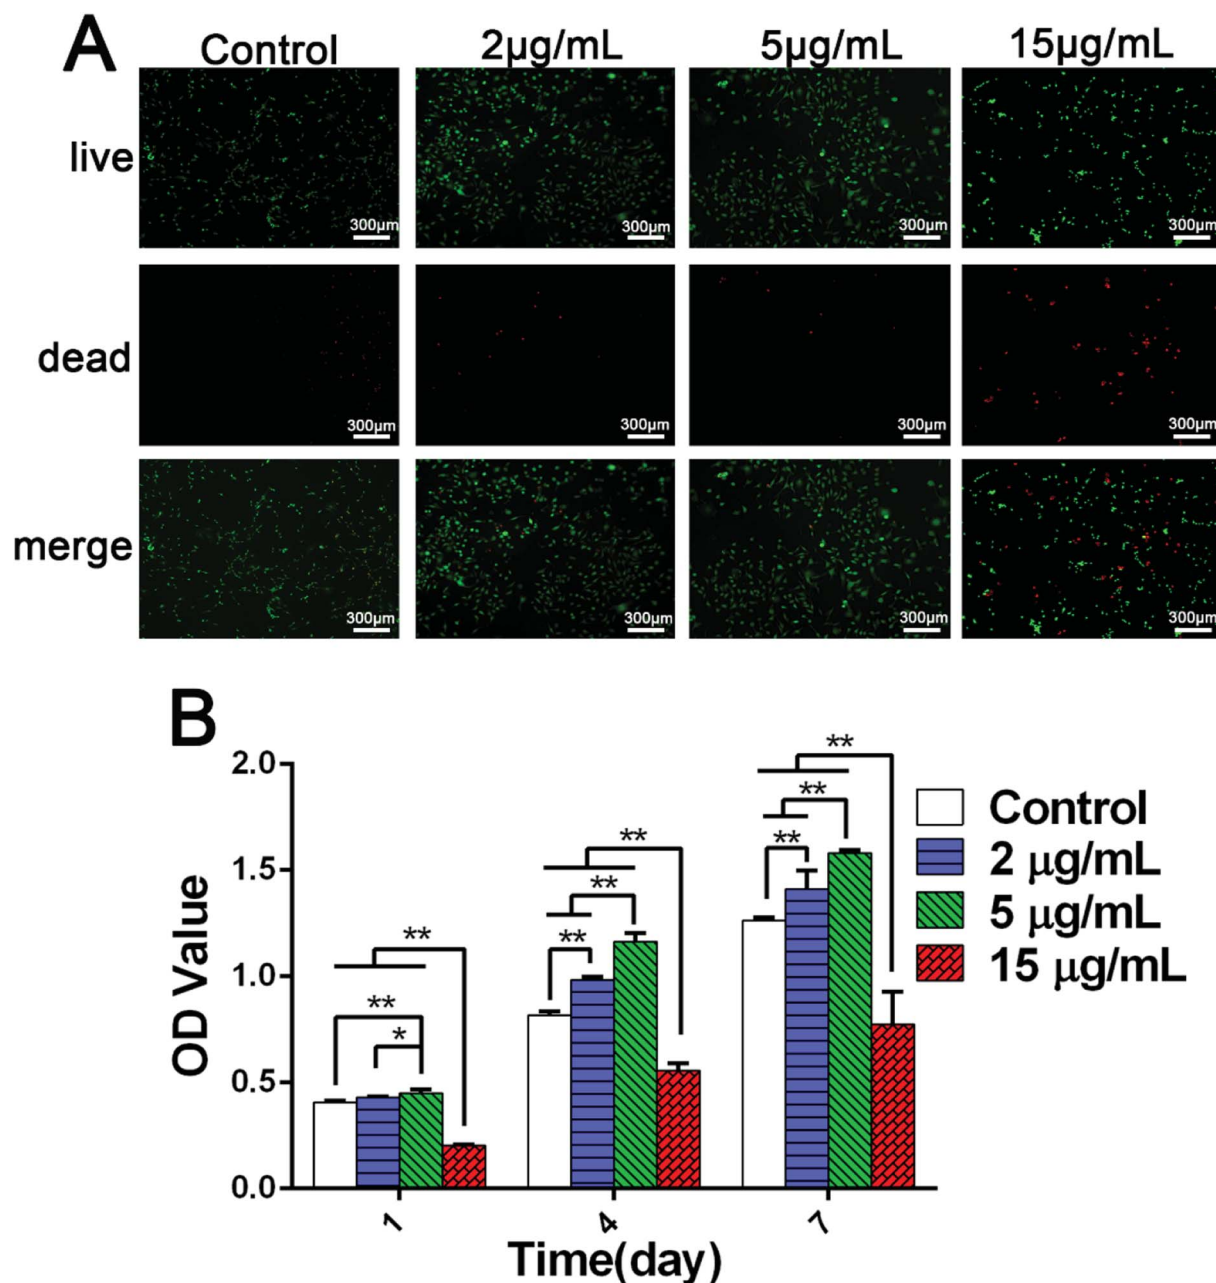 A
Control 2µg/mL 5µg/mL 15µg/mL
live
300µm 300µm 300µm 300µm
dead
300µm 300µm 300µm 300µm
merge
300µm 300µm 300µm 300µm
B
2.0
1.5
1.0
0.5
0.0
OD Value
** * **
** ** **
** ** **
1 4 7
Time(day)
Control
2 µg/mL
5 µg/mL
15 µg/mL